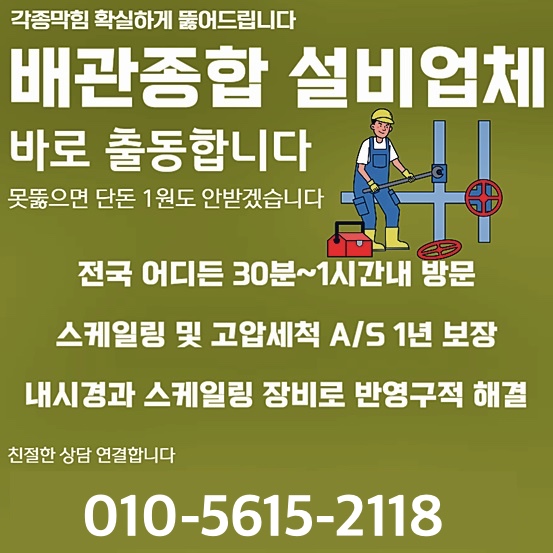 각종막힘 확실하게 뚫어드립니다
배관종합 설비업체
바로 출동합니다
못뚫으면 단돈 1원도 안받겠습니다
전국 어디든 30분~1시간내 방문
스케일링 및 고압세척 A/S 1년 보장
내시경과 스케일링 장비로 반영구적 해결
친절한 상담 연결합니다
010-5615-2118